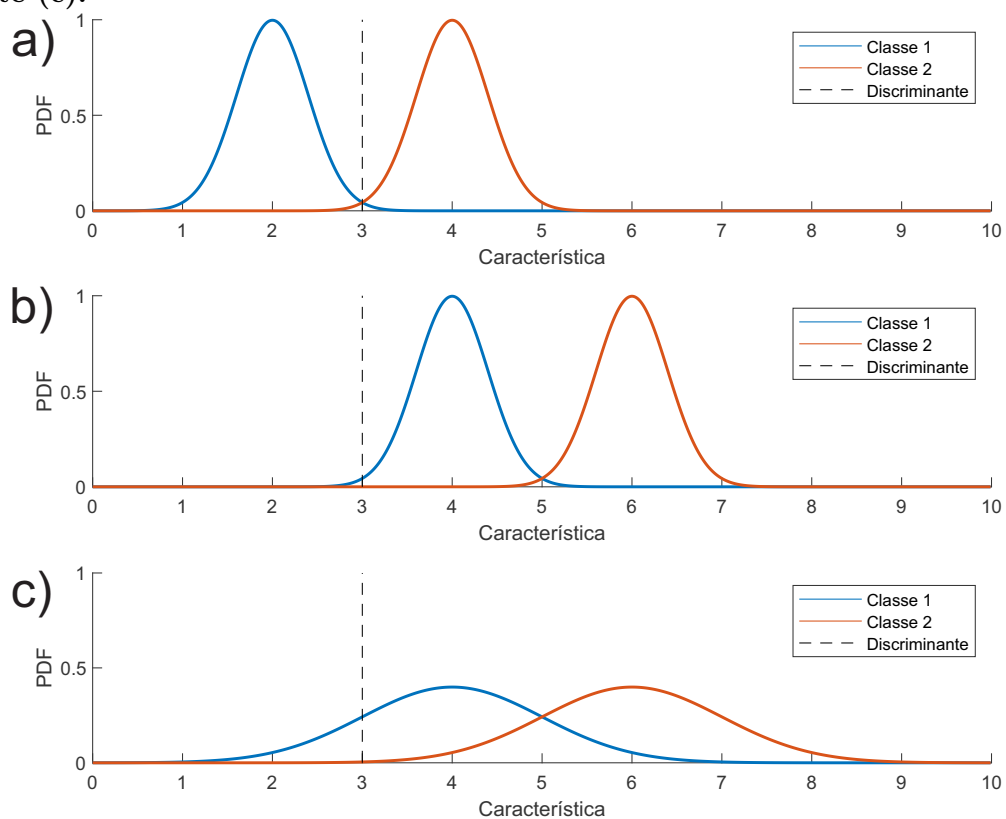 a)
1
0.5
0
PDF
Classe 1
Classe 2
Discriminante
0 1 2 3 4 5 6 7 8 9 10
Característica
b)
1
0.5
0
PDF
Classe 1
Classe 2
Discriminante
0 1 2 3 4 5 6 7 8 9 10
Característica
c)
1
0.5
0
PDF
Classe 1
Classe 2
Discriminante
0 1 2 3 4 5 6 7 8 9 10
Característica